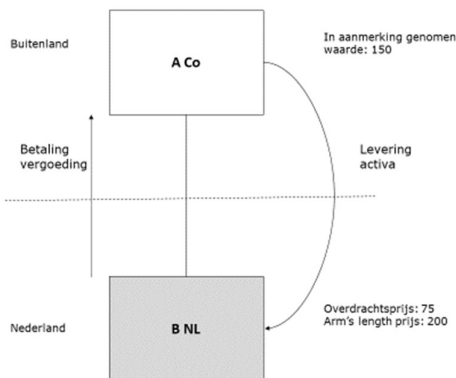 Buitenland
A Co
In aanmerking genomen
waarde: 150
Betaling
vergoeding
Levering
activa
Nederland
B NL
Overdrachtsprijs: 75
Arm's length prijs: 200